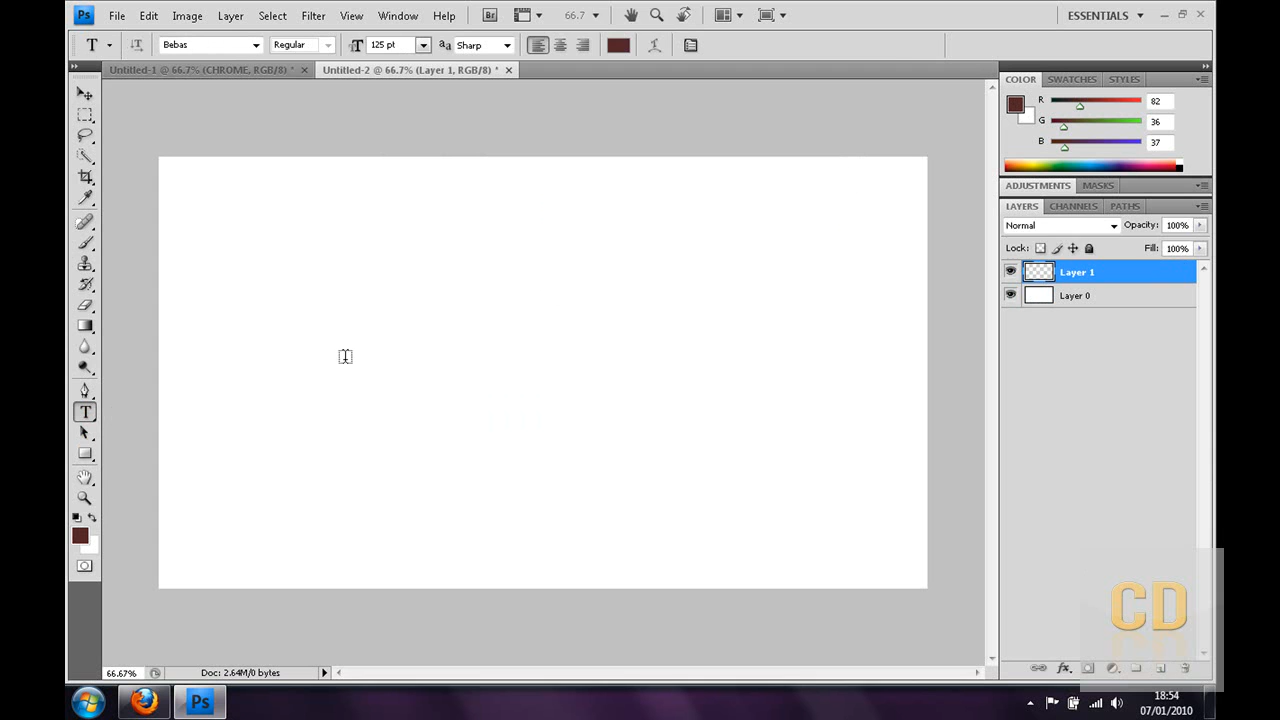 Ps File Edit Image Layer Select Filter View Window Help Br 66.7 ESSENTIALS
T T Bebas Regular T 125 pt aa Sharp
Untitled-1 @ 66.7% (CHROME, RGB/8) * Untitled-2 @ 66.7% (Layer 1, RGB/8) *
COLOR SWATCHES STYLES
R 82
G 36
B 37
ADJUSTMENTS MASKS
LAYERS CHANNELS PATHS
Normal Opacity: 100%
Lock: Fill: 100%
Layer 1
Layer 0
T
CD
fx
66.67% Doc: 2.64M/0 bytes
Ps 18:54
07/01/2010